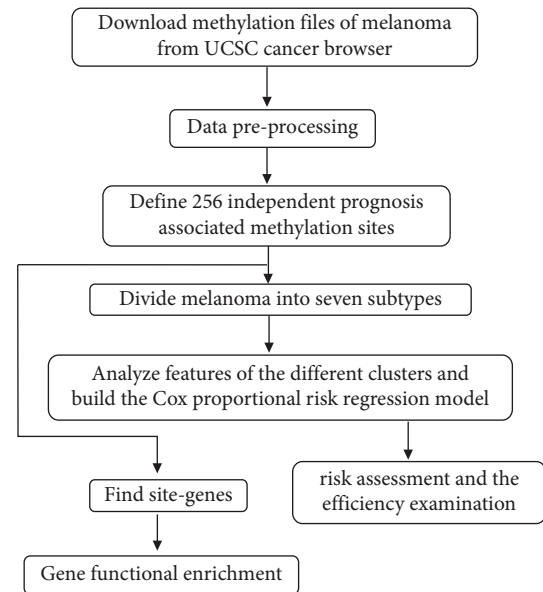 Download methylation files of melanoma
from UCSC cancer browser
Data pre-processing
Define 256 independent prognosis
associated methylation sites
Divide melanoma into seven subtypes
Analyze features of the different clusters and
build the Cox proportional risk regression model
risk assessment and the
efficiency examination
Find site-genes
Gene functional enrichment